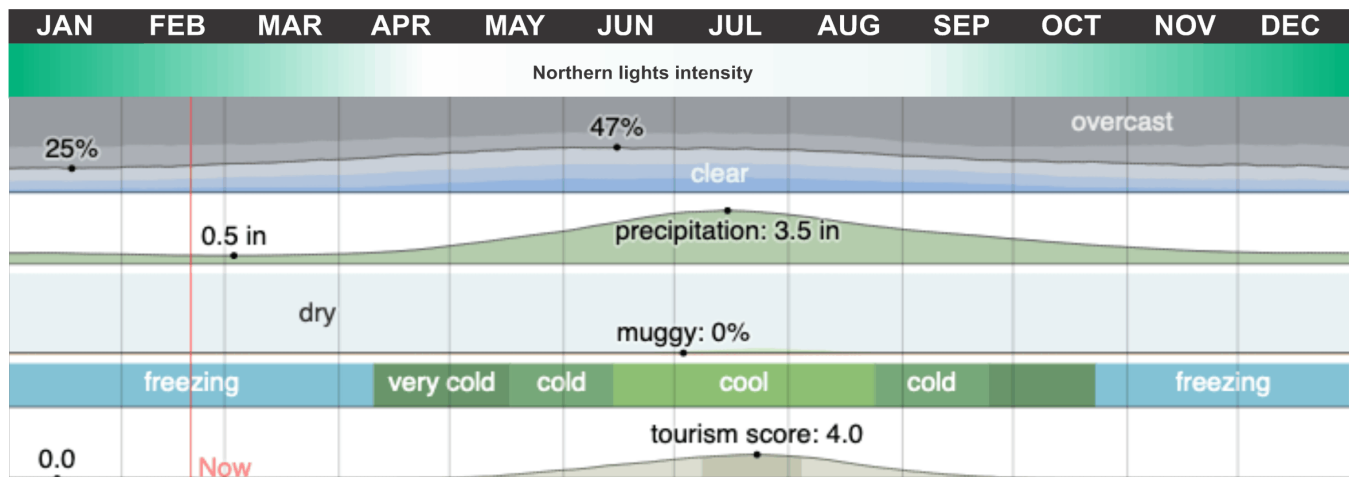 JAN FEB MAR APR MAY JUN JUL AUG SEP OCT NOV DEC
Northern lights intensity
overcast
47%
25%
clear
0.5 in
precipitation: 3.5 in
dry
muggy: 0%
freezing very cold cold cool cold freezing
tourism score: 4.0
0.0
Now